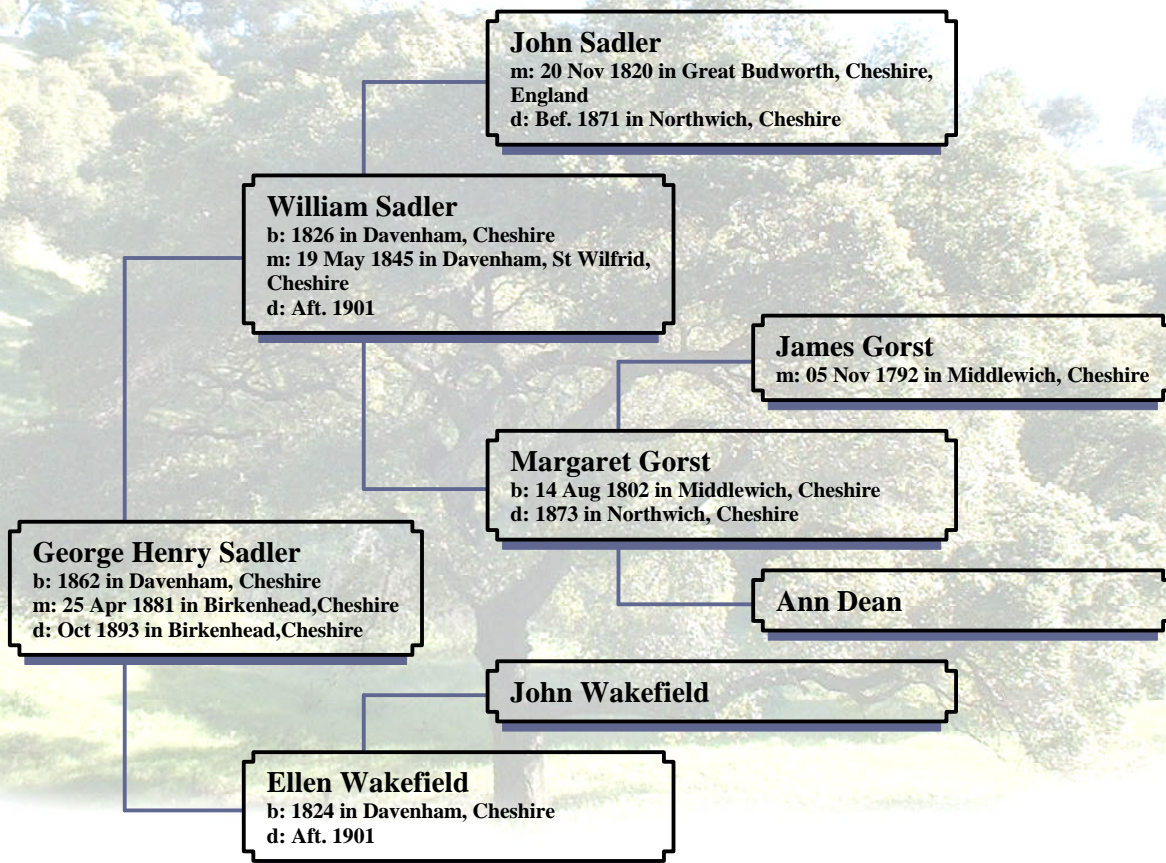 John Sadler
m: 20 Nov 1820 in Great Budworth, Cheshire,
England
d: Bef. 1871 in Northwich, Cheshire
William Sadler
b: 1826 in Davenham, Cheshire
m: 19 May 1845 in Davenham, St Wilfrid,
Cheshire
d: Aft. 1901
James Gorst
m: 05 Nov 1792 in Middlewich, Cheshire
Margaret Gorst
b: 14 Aug 1802 in Middlewich, Cheshire
d: 1873 in Northwich, Cheshire
George Henry Sadler
b: 1862 in Davenham, Cheshire
m: 25 Apr 1881 in Birkenhead,Cheshire
d: Oct 1893 in Birkenhead,Cheshire
Ann Dean
John Wakefield
Ellen Wakefield
b: 1824 in Davenham, Cheshire
d: Aft. 1901